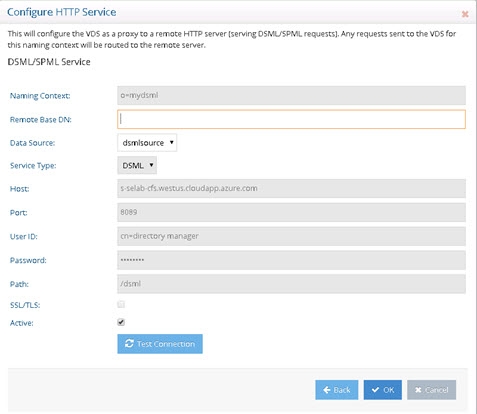 Configure HTTP Service
This will configure the VDS as a proxy to a remote HTTP server (serving DSML/SPML requests). Any requests sent to the VDS for
this naming context will be routed to the remote server.
DSML/SPML Service
Naming Context: o=mydsml
Remote Base DN:
Data Source: dsmlsource
Service Type: DSML
Host: s-selab-cfs.westus.cloudapp.azure.com
Port: 8089
User ID: cn=directory manager
Password: ••••••••
Path: /dsml
SSL/TLS:
Active:
Test Connection
Back OK Cancel